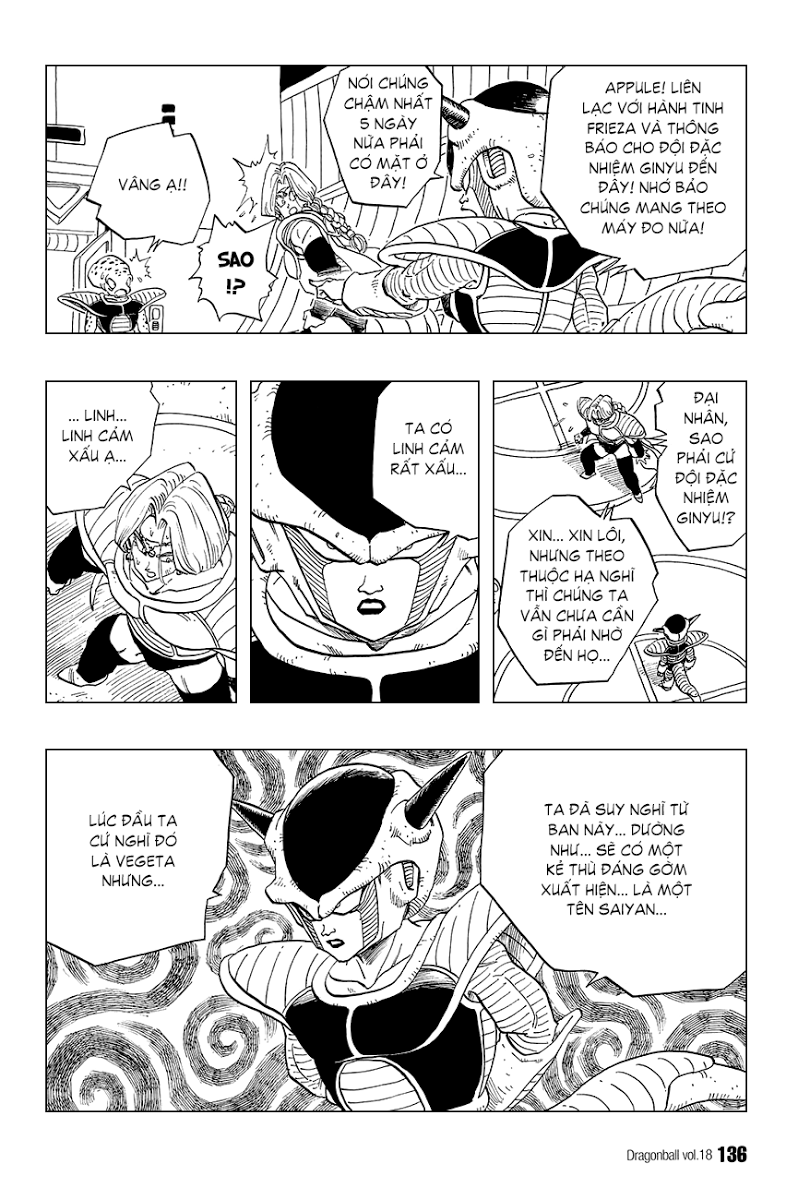 APPULE! LIÊN
LẠC VỚI HÀNH TINH
FRIEZA VÀ THÔNG
BÁO CHO ĐỘI ĐẶC
NHIỆM GINYU ĐẾN
ĐÂY! NHỚ BẢO
CHÚNG MANG THEO
MÁY ĐO NỮA!
NÓI CHÚNG
CHẬM NHẤT
5 NGÀY
NỮA PHẢI
CÓ MẶT Ở
ĐÂY!
SAO
!?
VÂNG Ạ!!
ĐẠI
NHÂN,
SAO
PHẢI CỨ
ĐỘI ĐẶC
NHIỆM
GINYU!?
XIN... XIN LỖI,
NHƯNG THEO
THUỘC HẠ NGHĨ
THÌ CHÚNG TA
VẪN CHƯA CẦN
GÌ PHẢI NHỜ
ĐẾN HỌ...
TA CÓ
LINH CẢM
RẤT XẤU...
... LINH...
LINH CẢM
XẤU Ạ...
TA ĐÃ SUY NGHĨ TỪ
BAN NÃY... DƯỜNG
NHƯ... SẼ CÓ MỘT
KẺ THÙ ĐÁNG GỜM
XUẤT HIỆN... LÀ MỘT
TÊN SAIYAN...
LÚC ĐẦU TA
CỨ NGHĨ ĐÓ
LÀ VEGETA
NHƯNG...
Dragonball vol.18 136